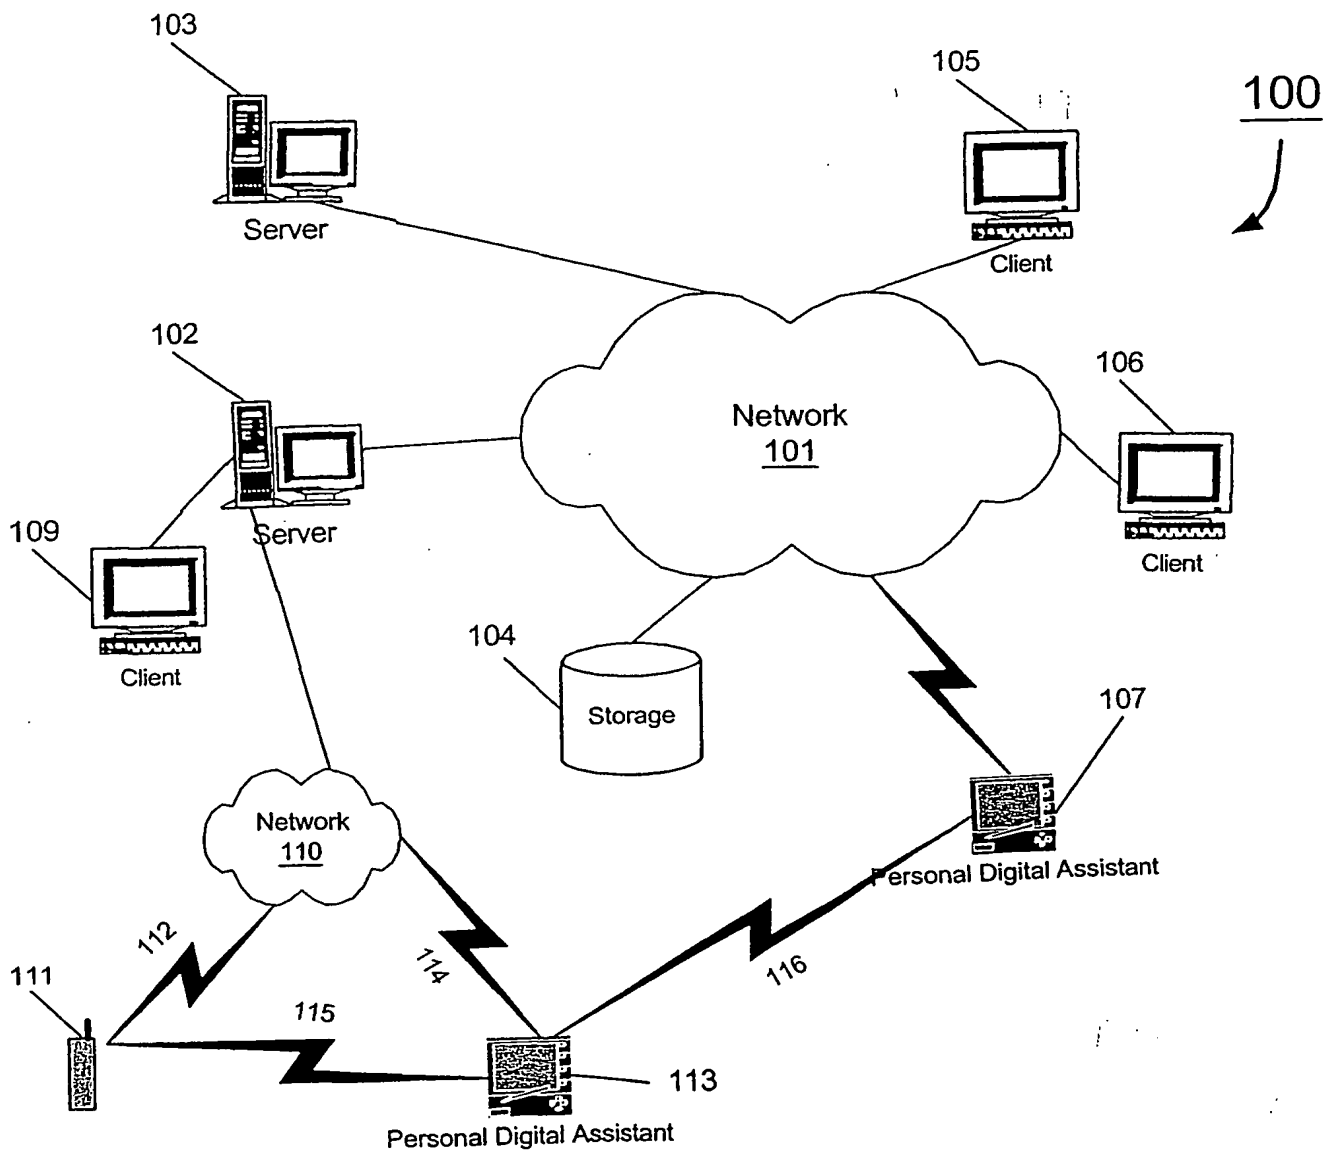 103
105
100
Server
Client
102
106
Network
101
109
Server
Client
Client
104
Storage
107
Network
110
Personal Digital Assistant
112
114
116
111
115
113
Personal Digital Assistant